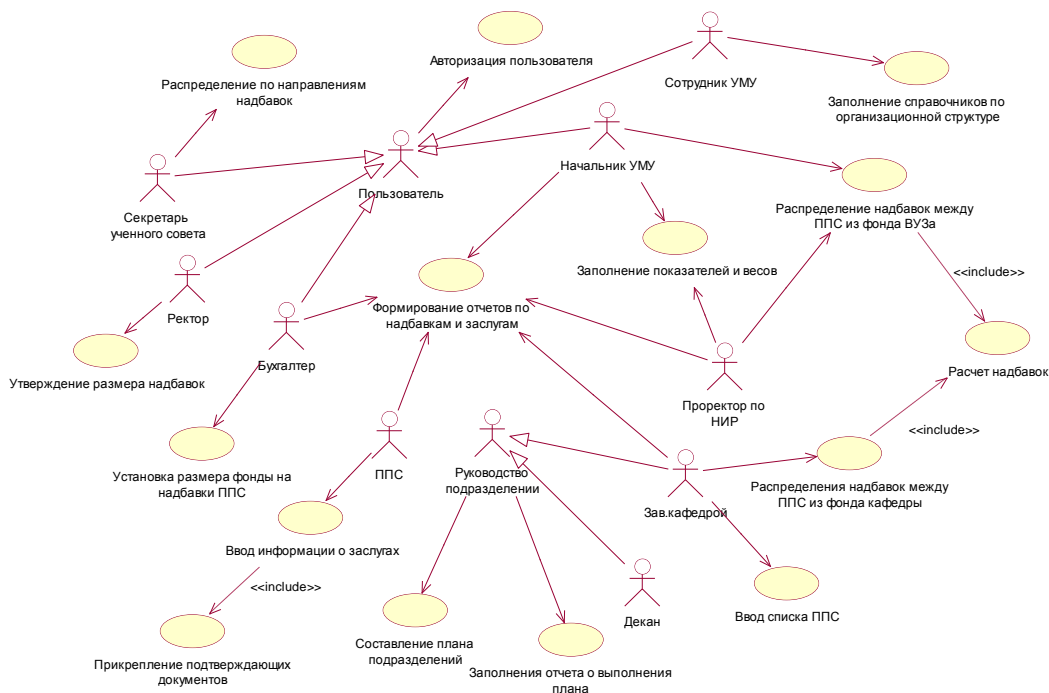 Авторизация пользователя
Сотрудник УМУ
Распределение по направлениям
надбавок
Заполнение справочников по
организационной структуре
Начальник УМУ
Пользователь
Секретарь
ученного совета
Распределение надбавок между
ППС из фонда ВУЗа
Заполнение показателей и весов
<<include>>
Ректор
Формирование отчетов по
надбавкам и заслугам
Бухгалтер
Утверждение размера надбавок
Расчет надбавок
Проректор по
НИР
<<include>>
ППС
Руководство
подразделении
Установка размера фонды на
надбавки ППС
Зав.кафедрой
Распределения надбавок между
ППС из фонда кафедры
Ввод информации о заслугах
<<include>>
Декан
Ввод списка ППС
Составление плана
подразделений
Прикрепление подтверждающих
документов
Заполнения отчета о выполнения
плана